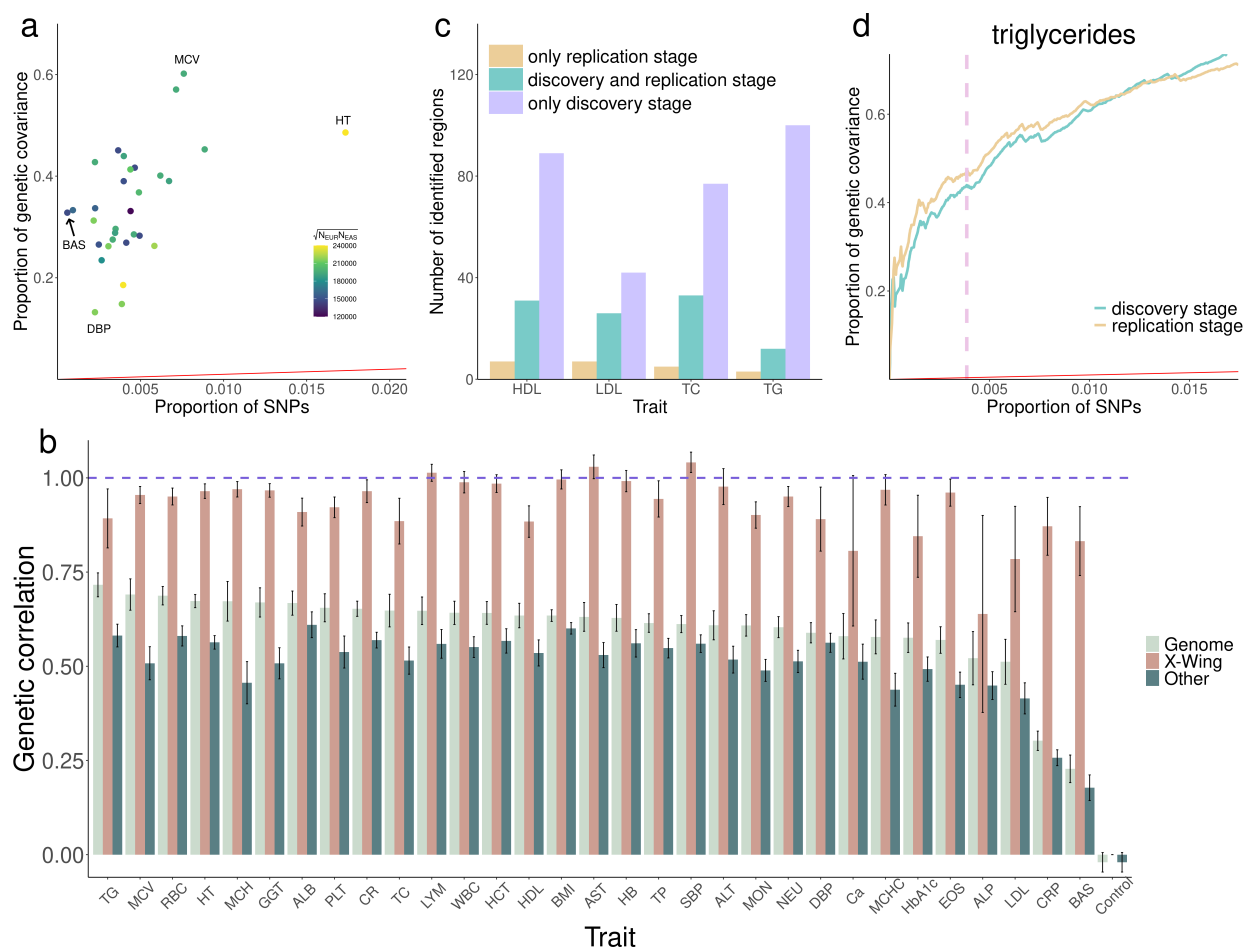 a
Proportion of genetic covariance
0.6
0.4
0.2
MCV
HT
BAS
DBP
√NEURNEAS
240000
210000
180000
150000
120000
0.005
0.010
0.015
0.020
Proportion of SNPs
c
Number of identified regions
120
80
40
0
only replication stage
discovery and replication stage
only discovery stage
HDL
LDL
TC
TG
Trait
d
triglycerides
Proportion of genetic covariance
0.6
0.4
0.2
discovery stage
replication stage
0.005
0.010
0.015
Proportion of SNPs
b
Genetic correlation
1.00
0.75
0.50
0.25
0.00
Genome
X-Wing
Other
TG
MCV
RBC
HT
MCH
GGT
ALB
PLT
CR
TC
LYM
WBC
HCT
HDL
BMI
AST
HB
TP
SBP
ALT
MON
NEU
DBP
Ca
MCHC
HbA1c
EOS
ALP
LDL
CRP
BAS
Control
Trait